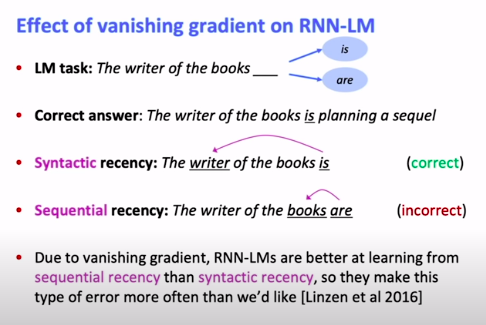 Effect of vanishing gradient on RNN-LM
is
• LM task: The writer of the books ___
are
• Correct answer: The writer of the books is planning a sequel
• Syntactic recency: The writer of the books is (correct)
• Sequential recency: The writer of the books are (incorrect)
• Due to vanishing gradient, RNN-LMs are better at learning from
sequential recency than syntactic recency, so they make this
type of error more often than we'd like [Linzen et al 2016]